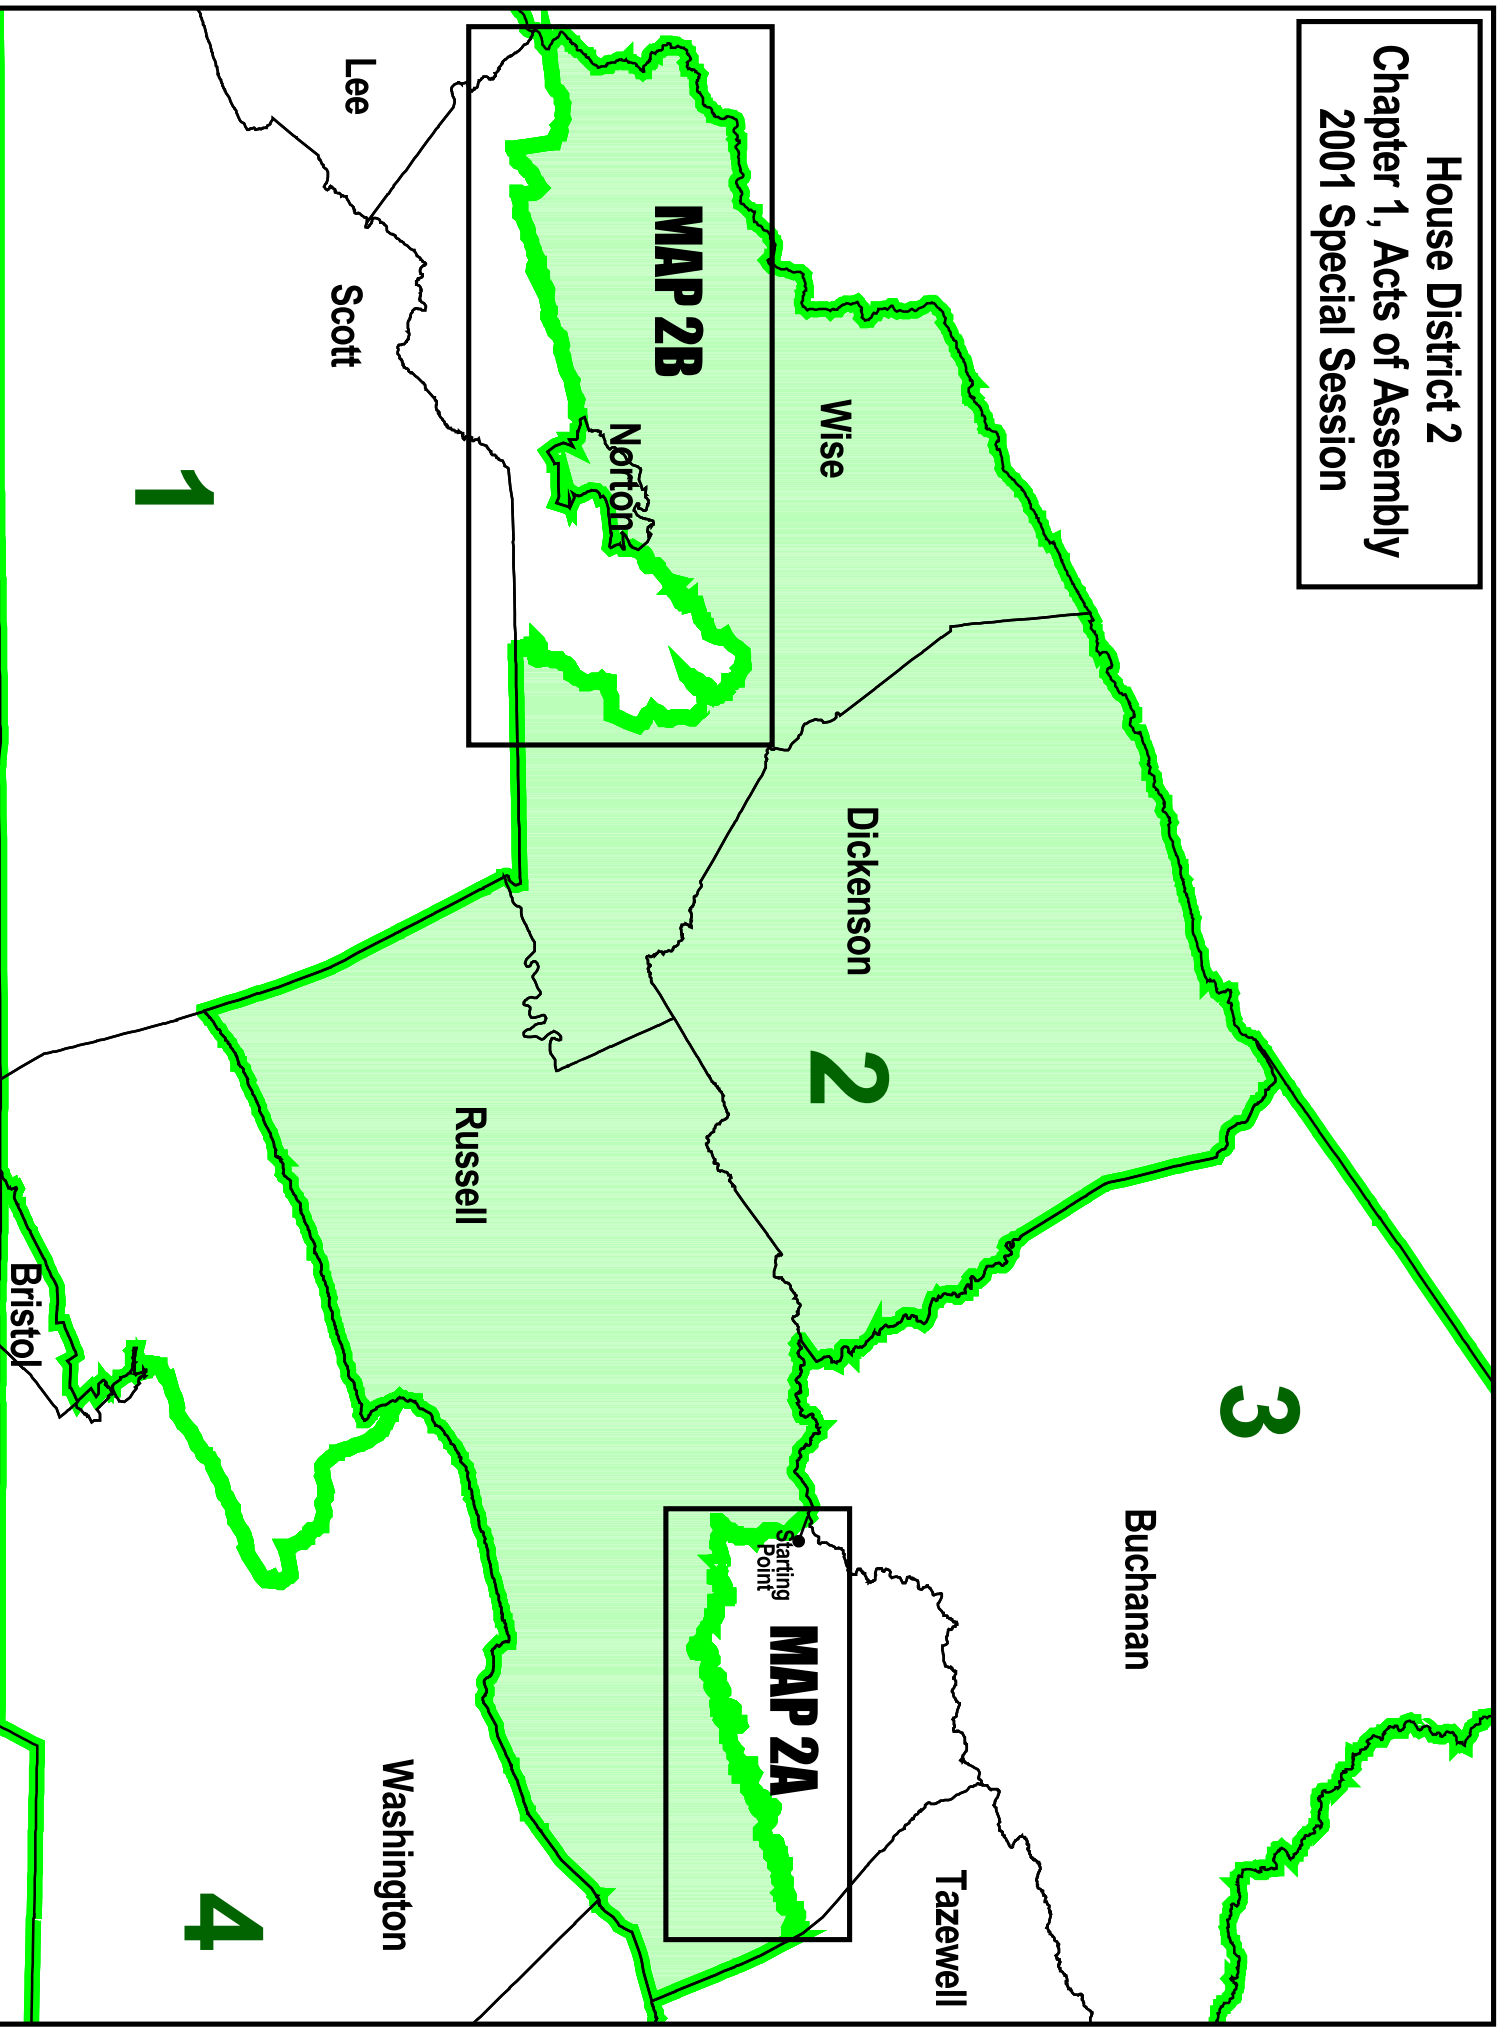 House District 2
Chapter 1, Acts of Assembly
2001 Special Session
Buchanan
3
Tazewell
Wise
Dickenson
2
Starting
Point
MAP 2A
MAP 2B
Norton
Russell
Lee
Scott
Washington
1
4
Bristol